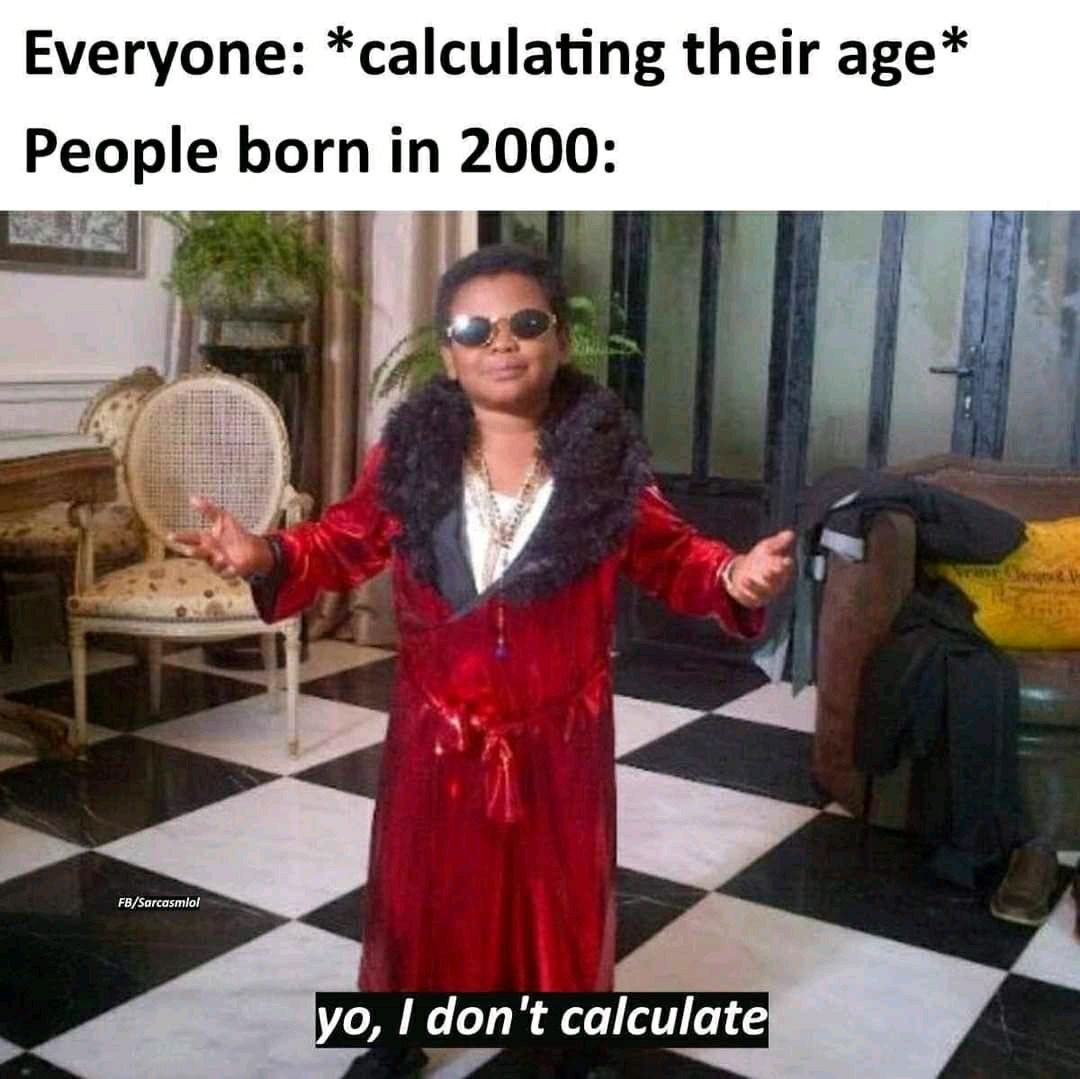 Everyone: *calculating their age*
People born in 2000:
FB/Sarcasmlol
yo, I don't calculate